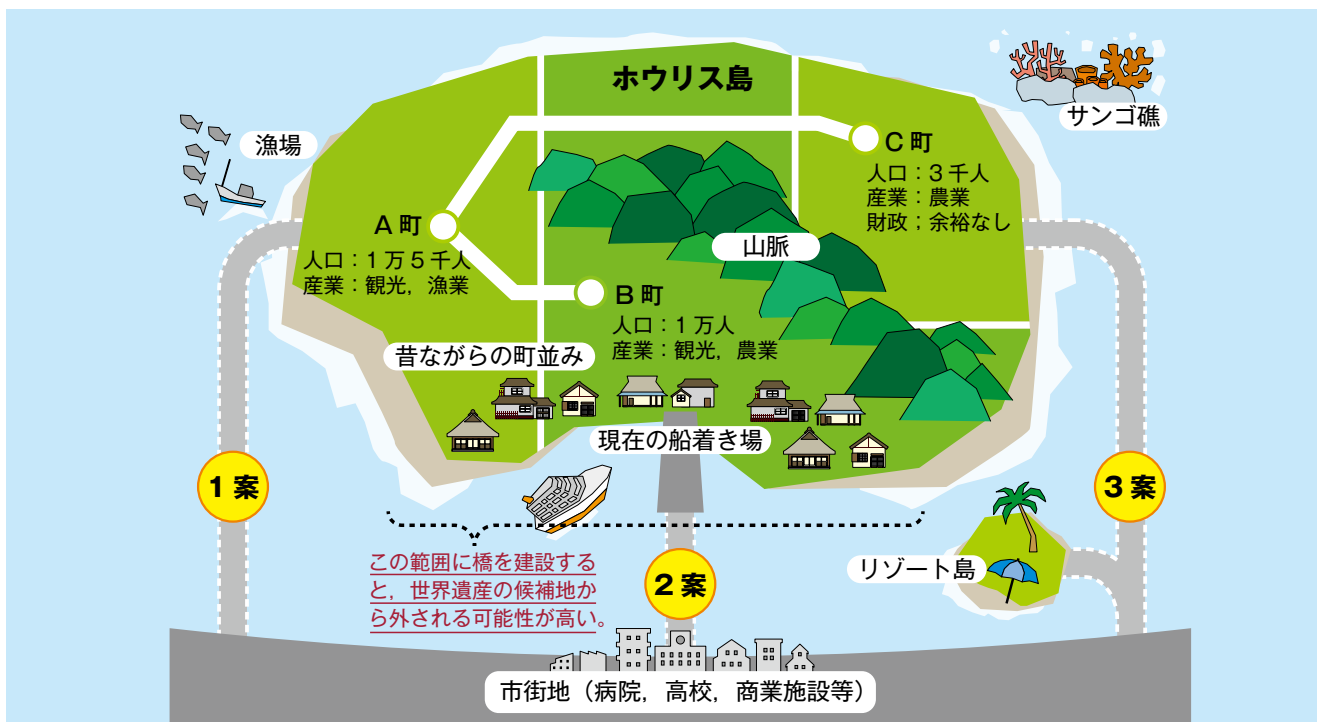 ホウリス島
サンゴ礁
漁場
C 町
人口：3 千人
産業：農業
財政；余裕なし
A 町
人口：1 万 5 千人
産業：観光，漁業
山脈
B 町
人口：1 万人
産業：観光，農業
昔ながらの町並み
現在の船着き場
1 案
3 案
この範囲に橋を建設する
と，世界遺産の候補地か
ら外される可能性が高い。
2 案
リゾート島
市街地（病院，高校，商業施設等）